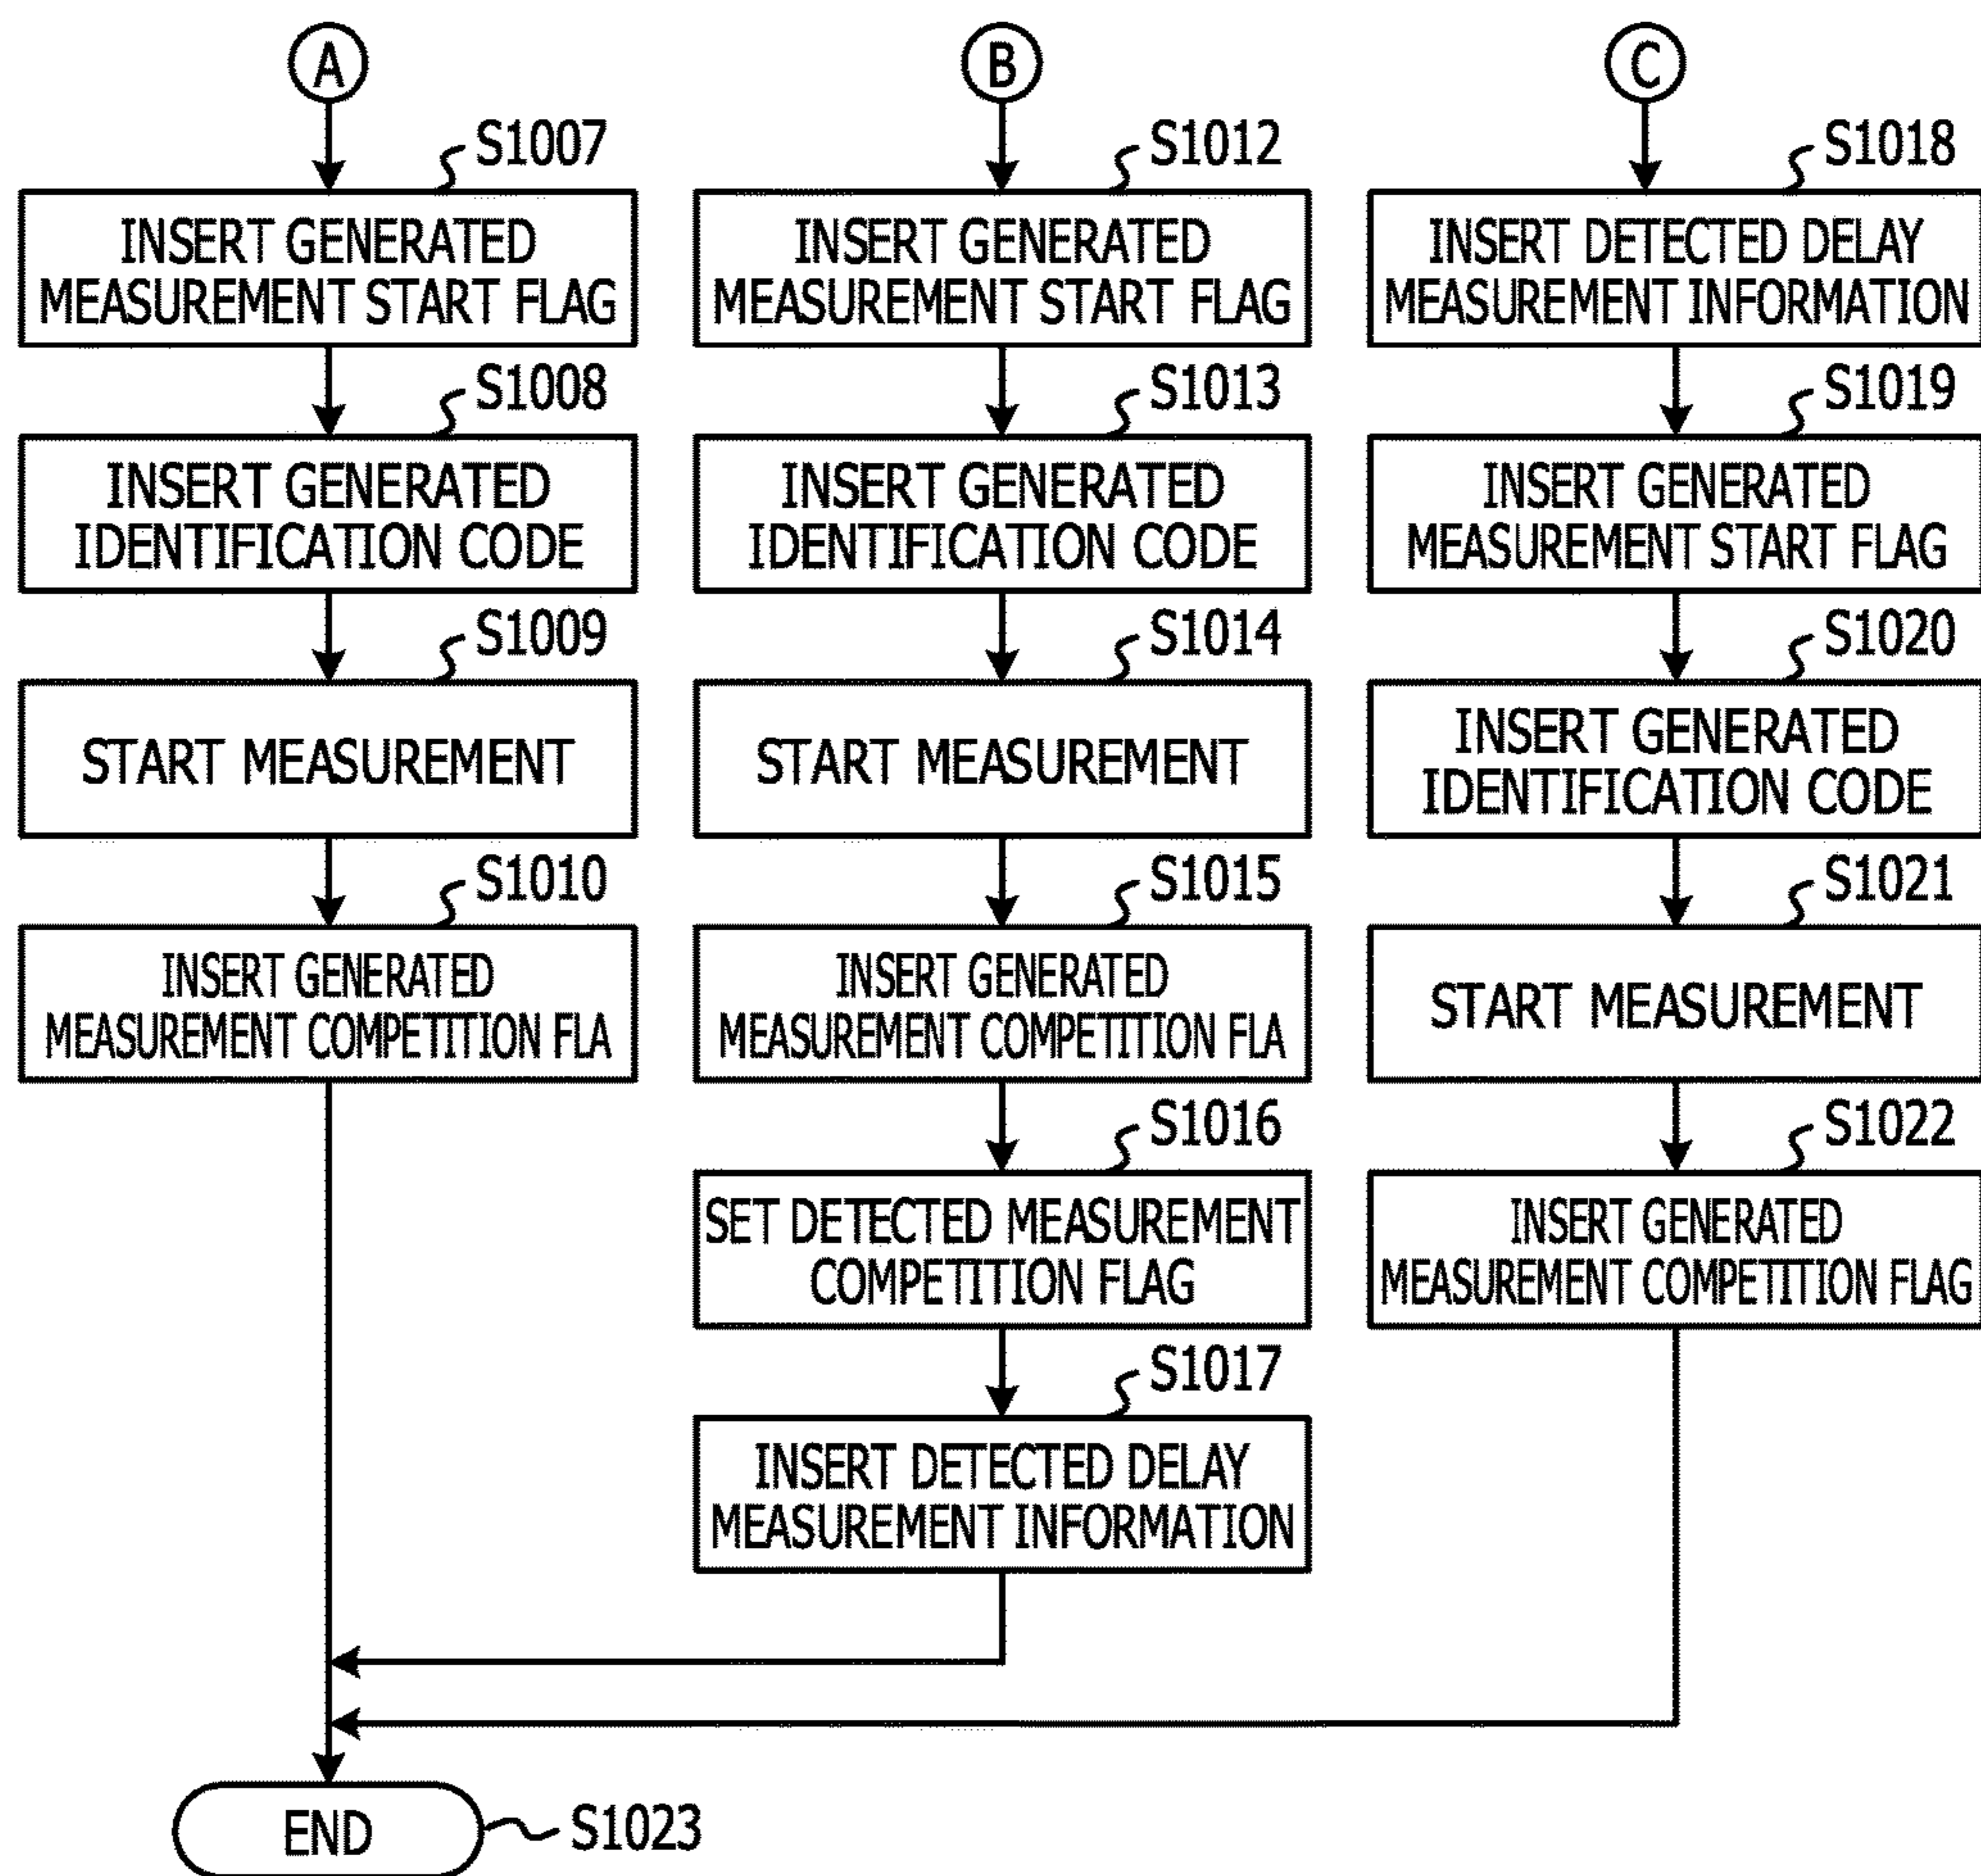 A
S1007
INSERT GENERATED
MEASUREMENT START FLAG
S1008
INSERT GENERATED
IDENTIFICATION CODE
S1009
START MEASUREMENT
S1010
INSERT GENERATED
MEASUREMENT COMPETITION FLA
B
S1012
INSERT GENERATED
MEASUREMENT START FLAG
S1013
INSERT GENERATED
IDENTIFICATION CODE
S1014
START MEASUREMENT
S1015
INSERT GENERATED
MEASUREMENT COMPETITION FLA
S1016
SET DETECTED MEASUREMENT
COMPETITION FLAG
S1017
INSERT DETECTED DELAY
MEASUREMENT INFORMATION
C
S1018
INSERT DETECTED DELAY
MEASUREMENT INFORMATION
S1019
INSERT GENERATED
MEASUREMENT START FLAG
S1020
INSERT GENERATED
IDENTIFICATION CODE
S1021
START MEASUREMENT
S1022
INSERT GENERATED
MEASUREMENT COMPETITION FLAG
END
S1023